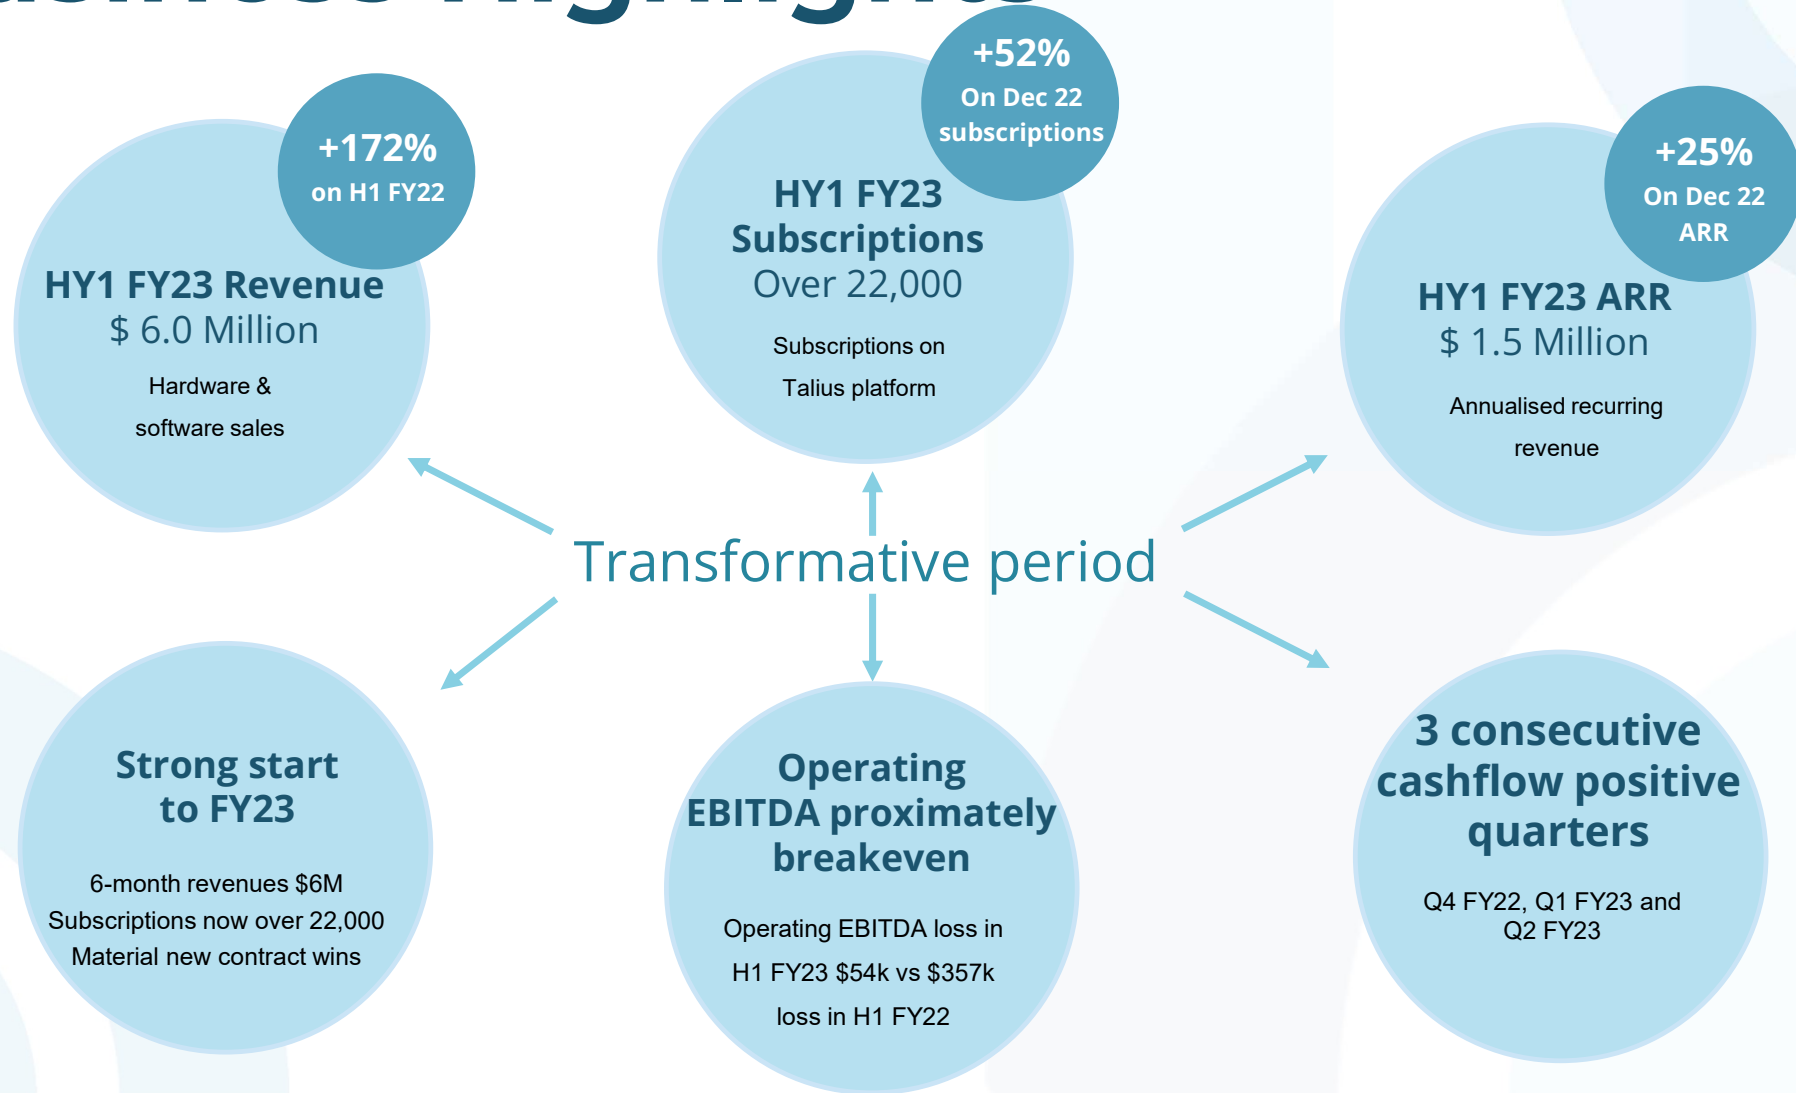 Highlights
+172%
on H1 FY22
HY1 FY23 Revenue
$ 6.0 Million
Hardware &
software sales
+52%
On Dec 22
subscriptions
HY1 FY23
Subscriptions
Over 22,000
Subscriptions on
Talius platform
+25%
On Dec 22
ARR
HY1 FY23 ARR
$ 1.5 Million
Annualised recurring
revenue
Transformative period
Strong start
to FY23
6-month revenues $6M
Subscriptions now over 22,000
Material new contract wins
Operating
EBITDA proximately
breakeven
Operating EBITDA loss in
H1 FY23 $54k vs $357k
loss in H1 FY22
3 consecutive
cashflow positive
quarters
Q4 FY22, Q1 FY23 and
Q2 FY23